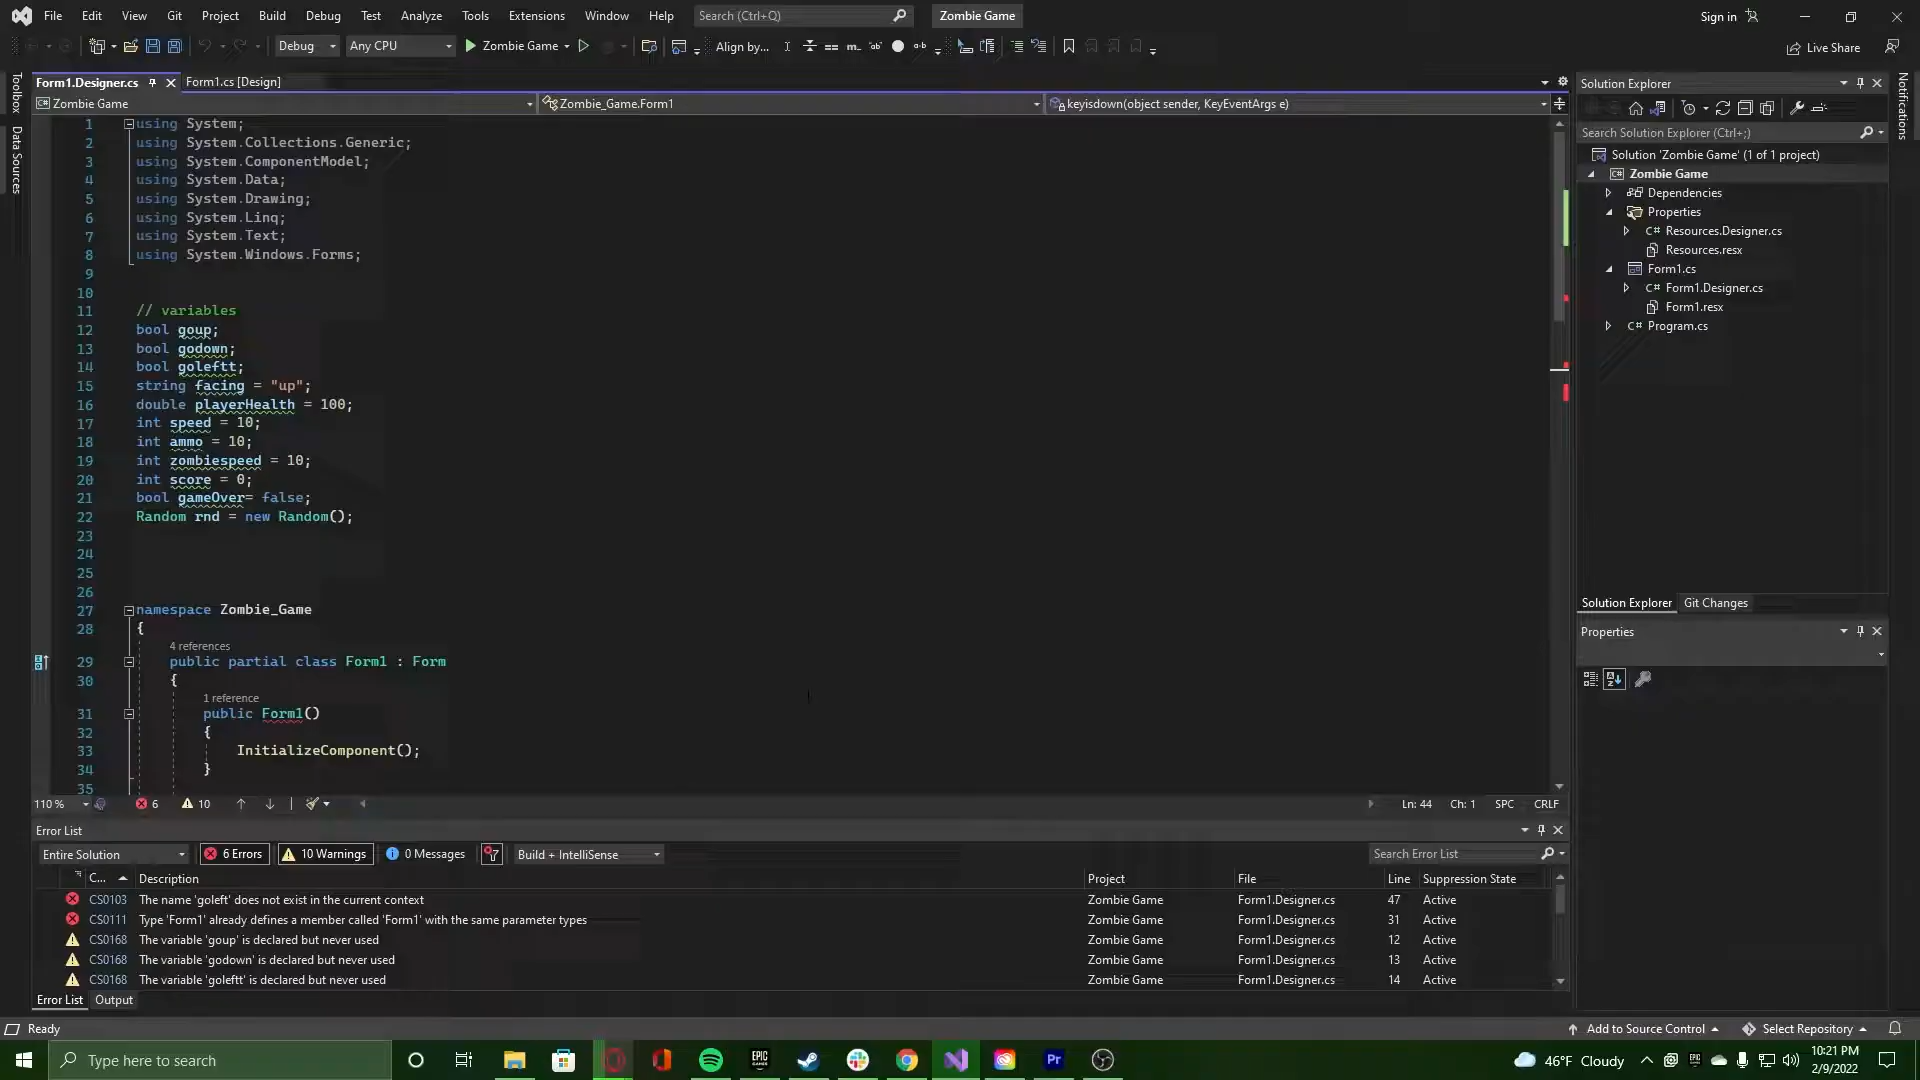 File Edit View Git Project Build Debug Test Analyze Tools Extensions Window Help Search (Ctrl+Q) Zombie Game Sign in
Debug Any CPU Zombie Game Align by... Live Share
Toolbox
Data Sources
Form1.Designer.cs Form1.cs [Design]
Zombie Game Zombie_Game.Form1 keyisdown(object sender, KeyEventArgs e)
1 using System;
2 using System.Collections.Generic;
3 using System.ComponentModel;
4 using System.Data;
5 using System.Drawing;
6 using System.Linq;
7 using System.Text;
8 using System.Windows.Forms;
9
10
11 // variables
12 bool goup;
13 bool godown;
14 bool goleftt;
15 string facing = "up";
16 double playerHealth = 100;
17 int speed = 10;
18 int ammo = 10;
19 int zombiespeed = 10;
20 int score = 0;
21 bool gameOver= false;
22 Random rnd = new Random();
23
24
25
26
27 namespace Zombie_Game
28 {
4 references
29 public partial class Form1 : Form
30 {
1 reference
31 public Form1()
32 {
33 InitializeComponent();
34 }
35
110 % 6 10 Ln: 44 Ch: 1 SPC CRLF
Error List
Entire Solution 6 Errors 10 Warnings 0 Messages Build + IntelliSense Search Error List
C... Description Project File Line Suppression State
CS0103 The name 'goleft' does not exist in the current context Zombie Game Form1.Designer.cs 47 Active
CS0111 Type 'Form1' already defines a member called 'Form1' with the same parameter types Zombie Game Form1.Designer.cs 31 Active
CS0168 The variable 'goup' is declared but never used Zombie Game Form1.Designer.cs 12 Active
CS0168 The variable 'godown' is declared but never used Zombie Game Form1.Designer.cs 13 Active
CS0168 The variable 'goleftt' is declared but never used Zombie Game Form1.Designer.cs 14 Active
Error List Output
Solution Explorer
Search Solution Explorer (Ctrl+;)
Solution 'Zombie Game' (1 of 1 project)
C# Zombie Game
Dependencies
Properties
C# Resources.Designer.cs
Resources.resx
Form1.cs
C# Form1.Designer.cs
Form1.resx
C# Program.cs
Solution Explorer Git Changes
Properties
Notifications
Ready Add to Source Control Select Repository
Type here to search EPIC GAMES Pr 46°F Cloudy 10:21 PM
2/9/2022